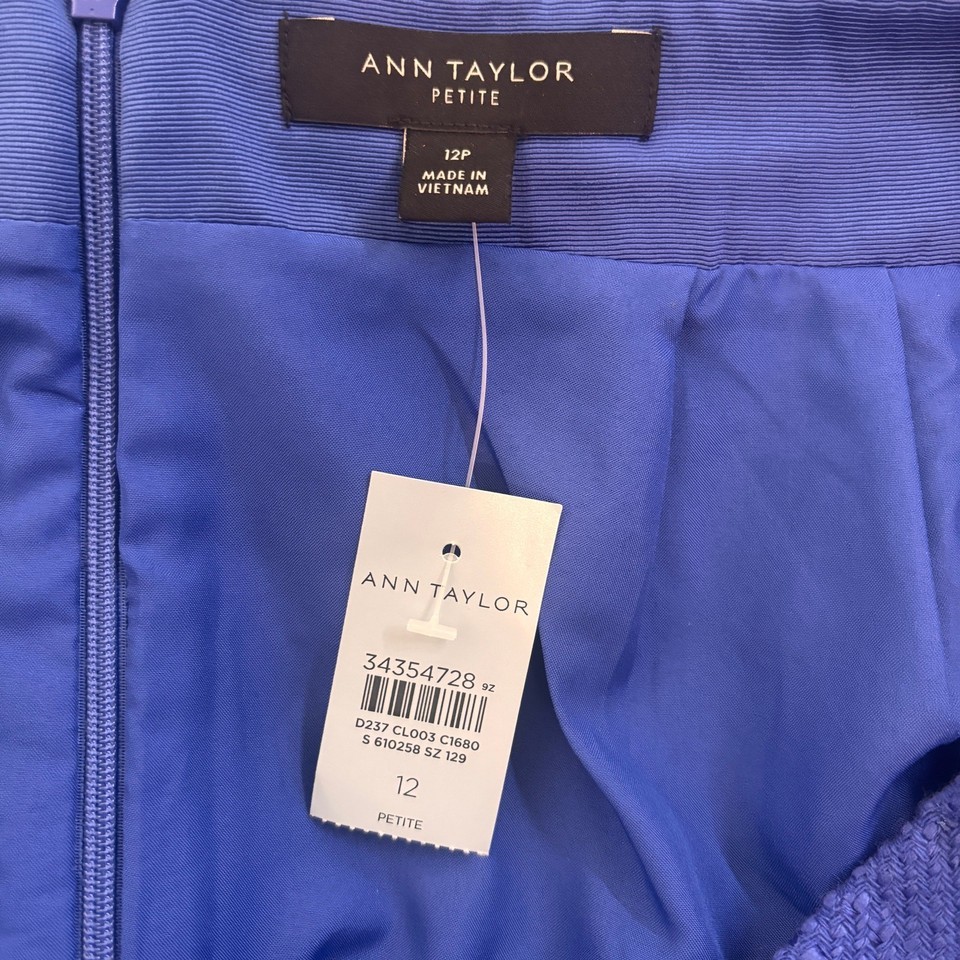 ANN TAYLOR
PETITE
12P
MADE IN
VIETNAM
ANN TAYLOR
34354728 9Z
D237 CL003 C1680
S 610258 SZ 129
12
PETITE